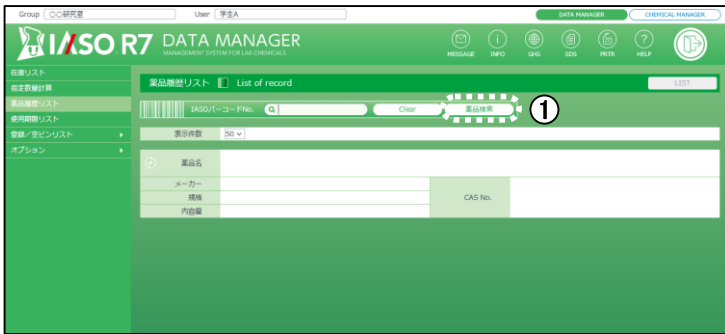 Group 〇〇研究室 User 学生A DATA MANAGER CHEMICAL MANAGER
IASO R7 DATA MANAGER
MANAGEMENT SYSTEM FOR LAB CHEMICALS
MESSAGE INFO GHS SDS PRTR HELP
在庫リスト
指定数量計算
薬品履歴リスト
使用期限リスト
登録／空ビンリスト
オプション
薬品履歴リスト List of record LIST
IASOバーコードNo. Clear 薬品検索 ①
表示件数 50
薬品名
メーカー
規格 CAS No.
内容量